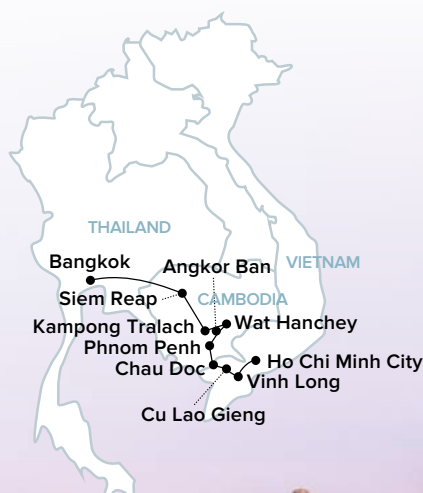 THAILAND
Bangkok
Angkor Ban
VIETNAM
Siem Reap
CAMBODIA
Kampong Tralach
Wat Hanchey
Phnom Penh
Chau Doc
Ho Chi Minh City
Vinh Long
Cu Lao Gieng